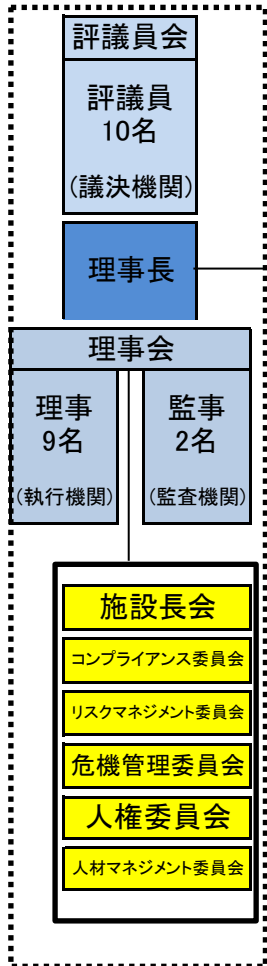 評議員会
評議員
10名
(議決機関)
理事長
理事会
理事
9名
(執行機関)
監事
2名
(監査機関)
施設長会
コンプライアンス委員会
リスクマネジメント委員会
危機管理委員会
人権委員会
人材マネジメント委員会